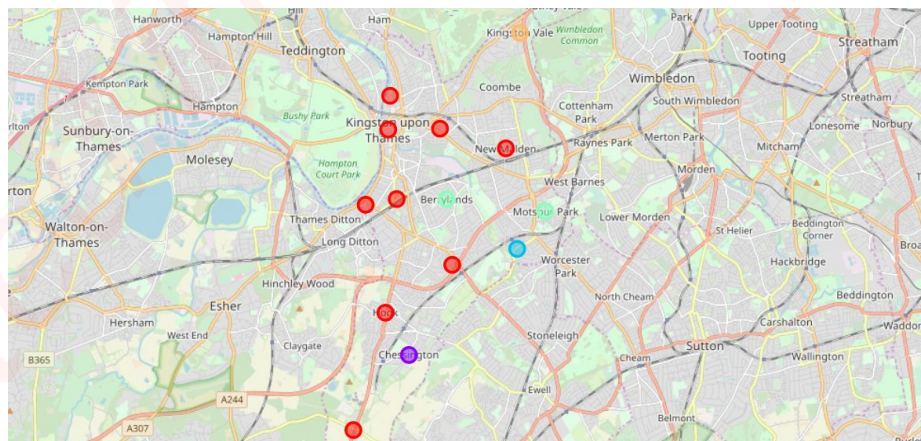 Hanworth
Hill
Ham
Kingston Vale
Wimbledon
Common
Park
Upper Tooting
Hampton Hill
Teddington
Streatham
Tooting
Wimbledon
Kempton Park
Coombe
Hampton
Bushy Park
Cottenham
Park
South Wimbledon
Streatham
Sunbury-on-
Thames
Kingston upon
Thames
Lonesome
Norbury
Raynes Park
Merton Park
Mitcham
New Malden
Molesey
Hampton
Court Park
Morden
West Barnes
Berrylands
Motspur Park
Lower Morden
Thames Ditton
Walton-on-
Thames
Long Ditton
St Helier
Beddington
Corner
Worcester
Park
Hackbridge
Hinchley Wood
North Cheam
Beddington
Esher
Hook
Hersham
West End
Claygate
Stoneleigh
Carshalton
Waddo
Chessington
Sutton
Cheam
Wallington
B365
Ewell
A244
Belmont
A307